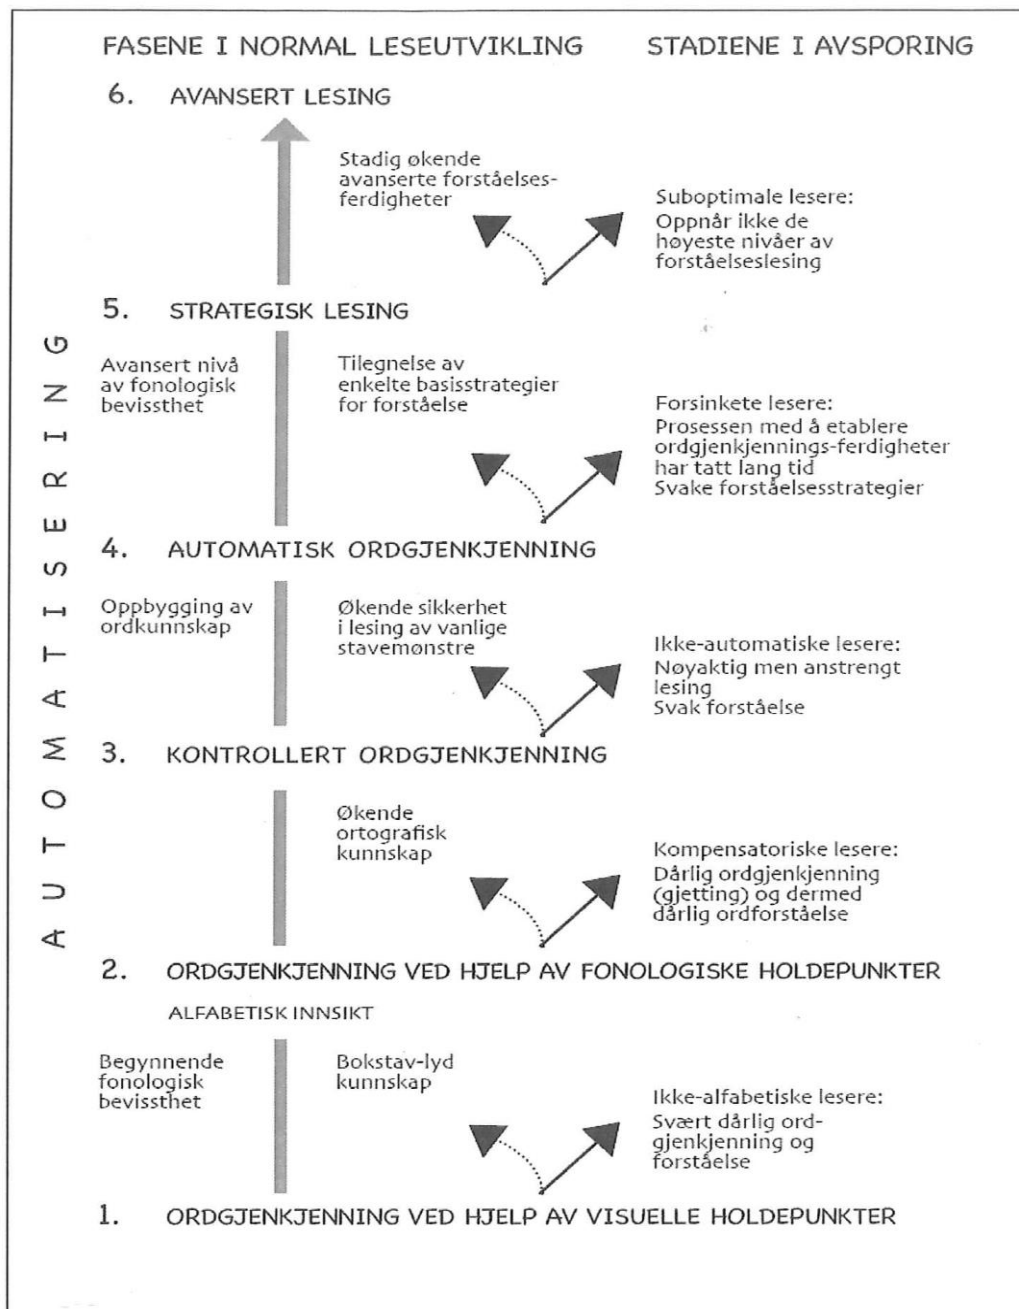 FASENE I NORMAL LESEUTVIKLING
STADIENE I AVSPORING
6. AVANSERT LESING
Stadig økende
avanserte forståelses-
ferdigheter
Suboptimale lesere:
Oppnår ikke de
høyeste nivåer av
forståelseslesing
5. STRATEGISK LESING
Avansert nivå
av fonologisk
bevissthet
Tilegnelse av
enkelte basisstrategier
for forståelse
Forsinkete lesere:
Prosessen med å etablere
ordgjenkjennings-ferdigheter
har tatt lang tid
Svake forståelsesstrategier
4. AUTOMATISK ORDGJENKJENNING
Oppbygging av
ordkunnskap
Økende sikkerhet
i lesing av vanlige
stavemønstre
Ikke-automatiske lesere:
Nøyaktig men anstrengt
lesing
Svak forståelse
3. KONTROLLERT ORDGJENKJENNING
Økende
ortografisk
kunnskap
Kompensatoriske lesere:
Dårlig ordgjenkjenning
(gjetting) og dermed
dårlig ordforståelse
2. ORDGJENKJENNING VED HJELP AV FONOLOGISKE HOLDEPUNKTER
ALFABETISK INNSIKT
Begynnende
fonologisk
bevissthet
Bokstav-lyd
kunnskap
Ikke-alfabetiske lesere:
Svært dårlig ord-
gjenkjenning og
forståelse
1. ORDGJENKJENNING VED HJELP AV VISUELLE HOLDEPUNKTER
AUTOMATISERING